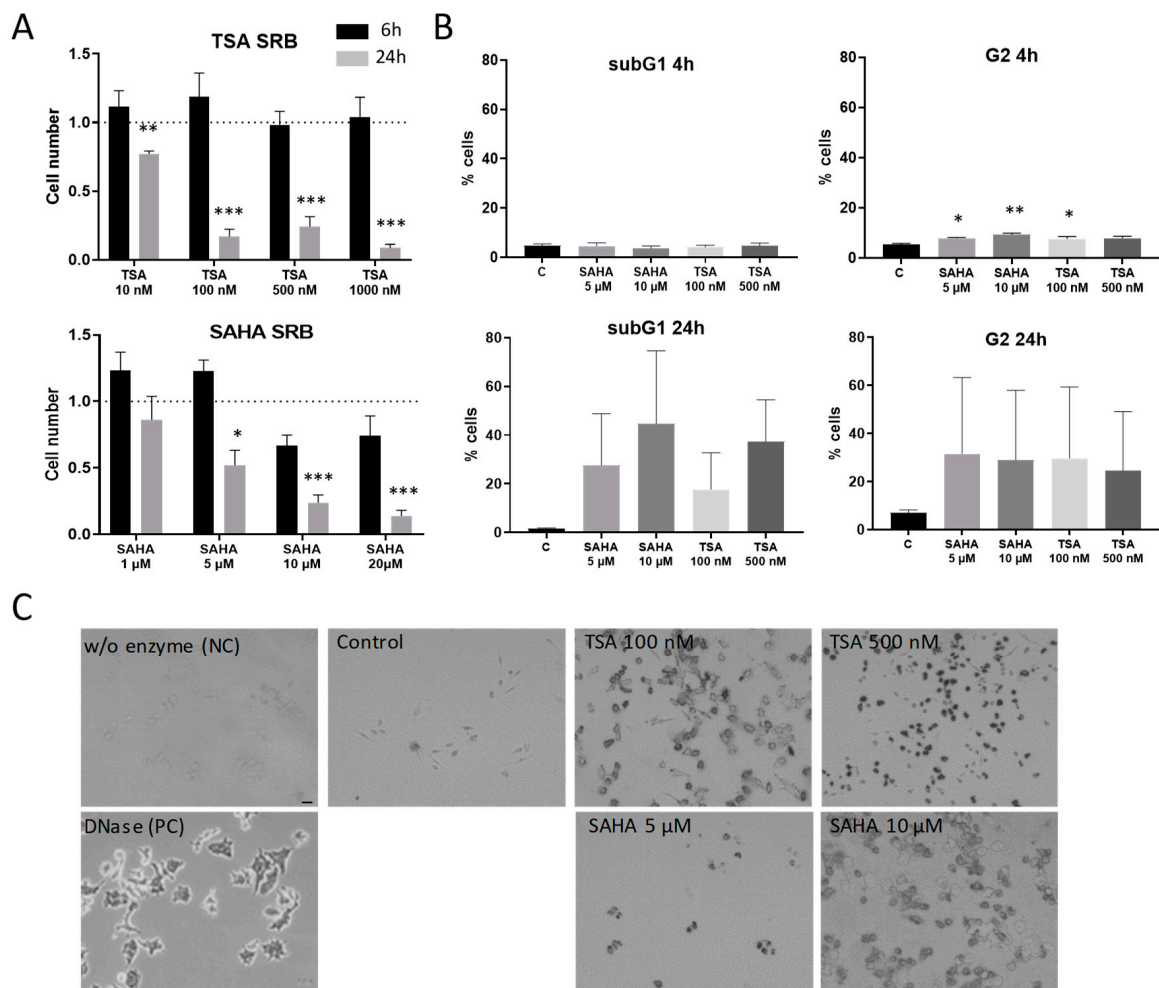 A
TSA SRB
6h
24h
Cell number
1.5
1.0
0.5
0.0
**
***
***
***
TSA TSA TSA TSA
10 nM 100 nM 500 nM 1000 nM
SAHA SRB
Cell number
1.5
1.0
0.5
0.0
*
***
***
SAHA SAHA SAHA SAHA
1 µM 5 µM 10 µM 20µM
B
subG1 4h
% cells
80
60
40
20
0
C SAHA SAHA TSA TSA
5 µM 10 µM 100 nM 500 nM
G2 4h
% cells
80
60
40
20
0
* ** *
C SAHA SAHA TSA TSA
5 µM 10 µM 100 nM 500 nM
subG1 24h
% cells
80
60
40
20
0
C SAHA SAHA TSA TSA
5 µM 10 µM 100 nM 500 nM
G2 24h
% cells
80
60
40
20
0
C SAHA SAHA TSA TSA
5 µM 10 µM 100 nM 500 nM
C
w/o enzyme (NC)
Control
TSA 100 nM
TSA 500 nM
DNase (PC)
SAHA 5 µM
SAHA 10 µM